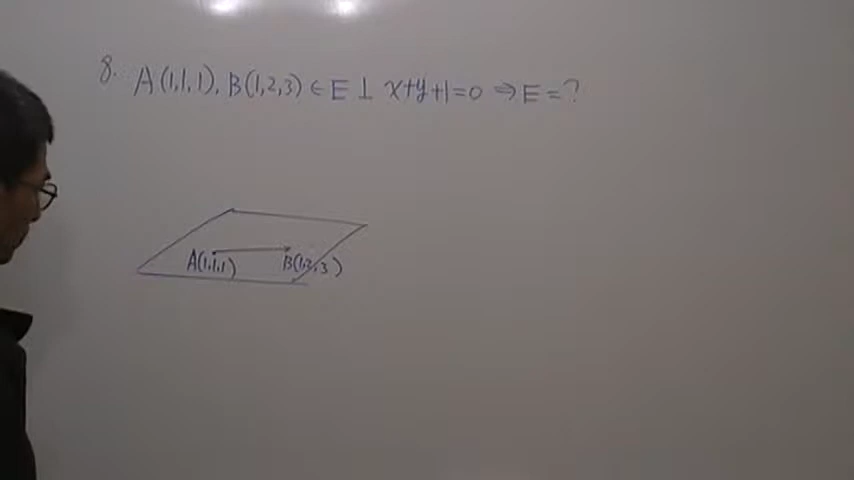 8. A(1,1,1), B(1,2,3) ∈ E ⊥ x+y+1=0 ⇒ E = ?
A(1,1,1) B(1,2,3)